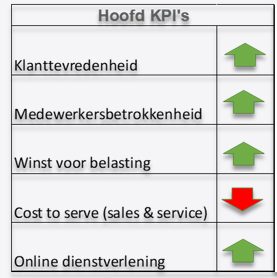 Hoofd KPI's
Klanttevredenheid
Medewerkersbetrokkenheid
Winst voor belasting
Cost to serve (sales & service)
Online dienstverlening